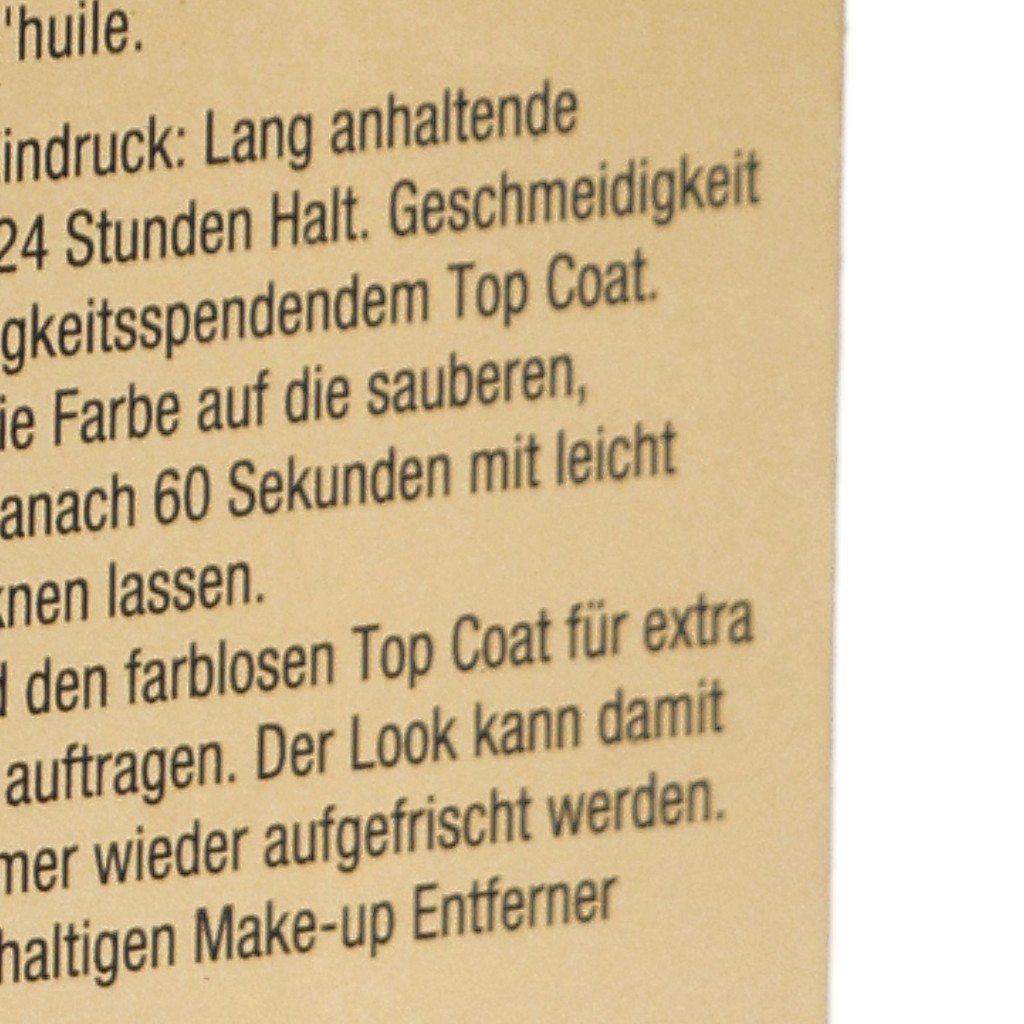 'huile.
indruck: Lang anhaltende
24 Stunden Halt. Geschmeidigkeit
gkeitsspendendem Top Coat.
ie Farbe auf die sauberen,
anach 60 Sekunden mit leicht
knen lassen.
d den farblosen Top Coat für extra
auftragen. Der Look kann damit
mer wieder aufgefrischt werden.
haltigen Make-up Entferner